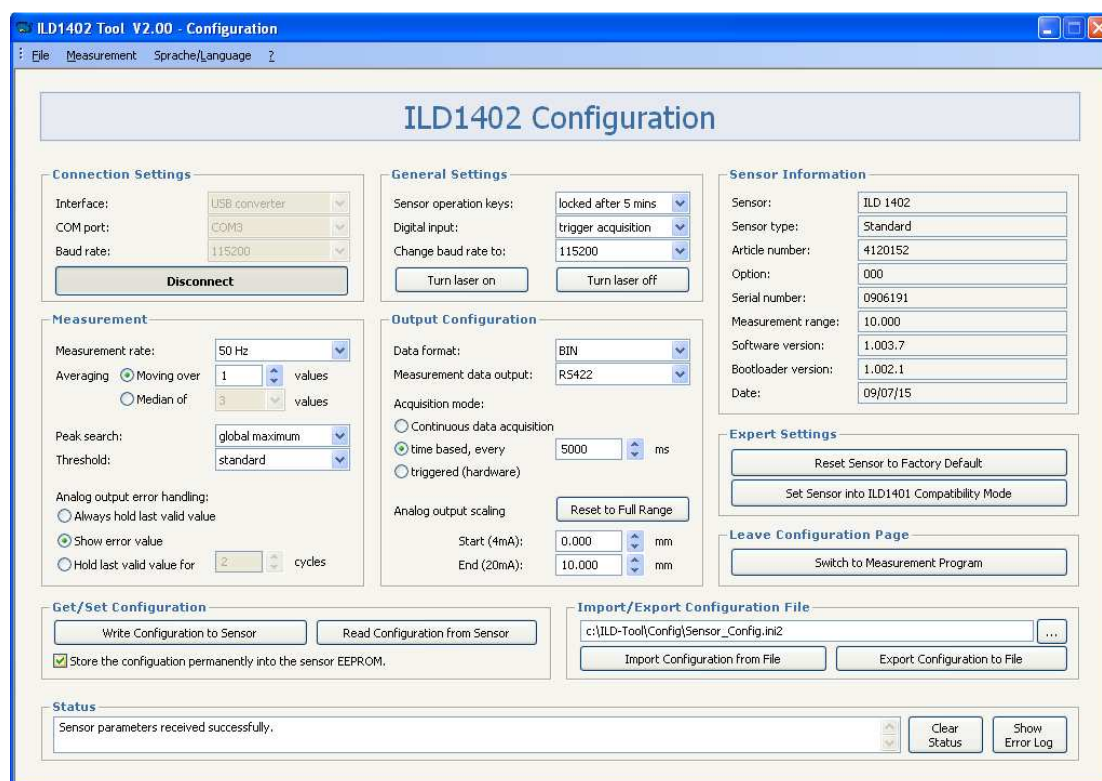 ILD1402 Tool V2.00 - Configuration
File Measurement Sprache/Language ?
ILD1402 Configuration
Connection Settings
Interface: USB converter
COM port: COM3
Baud rate: 115200
Disconnect
General Settings
Sensor operation keys: locked after 5 mins
Digital input: trigger acquisition
Change baud rate to: 115200
Turn laser on Turn laser off
Sensor Information
Sensor: ILD 1402
Sensor type: Standard
Article number: 4120152
Option: 000
Serial number: 0906191
Measurement range: 10.000
Software version: 1.003.7
Bootloader version: 1.002.1
Date: 09/07/15
Measurement
Measurement rate: 50 Hz
Averaging Moving over 1 values
Median of 3 values
Peak search: global maximum
Threshold: standard
Analog output error handling:
Always hold last valid value
Show error value
Hold last valid value for 2 cycles
Output Configuration
Data format: BIN
Measurement data output: RS422
Acquisition mode:
Continuous data acquisition
time based, every 5000 ms
triggered (hardware)
Analog output scaling Reset to Full Range
Start (4mA): 0.000 mm
End (20mA): 10.000 mm
Expert Settings
Reset Sensor to Factory Default
Set Sensor into ILD1401 Compatibility Mode
Leave Configuration Page
Switch to Measurement Program
Get/Set Configuration
Write Configuration to Sensor Read Configuration from Sensor
Store the configuation permanently into the sensor EEPROM.
Import/Export Configuration File
c:\ILD-Tool\Config\Sensor_Config.ini2 ...
Import Configuration from File Export Configuration to File
Status
Sensor parameters received successfully.
Clear Status
Show Error Log